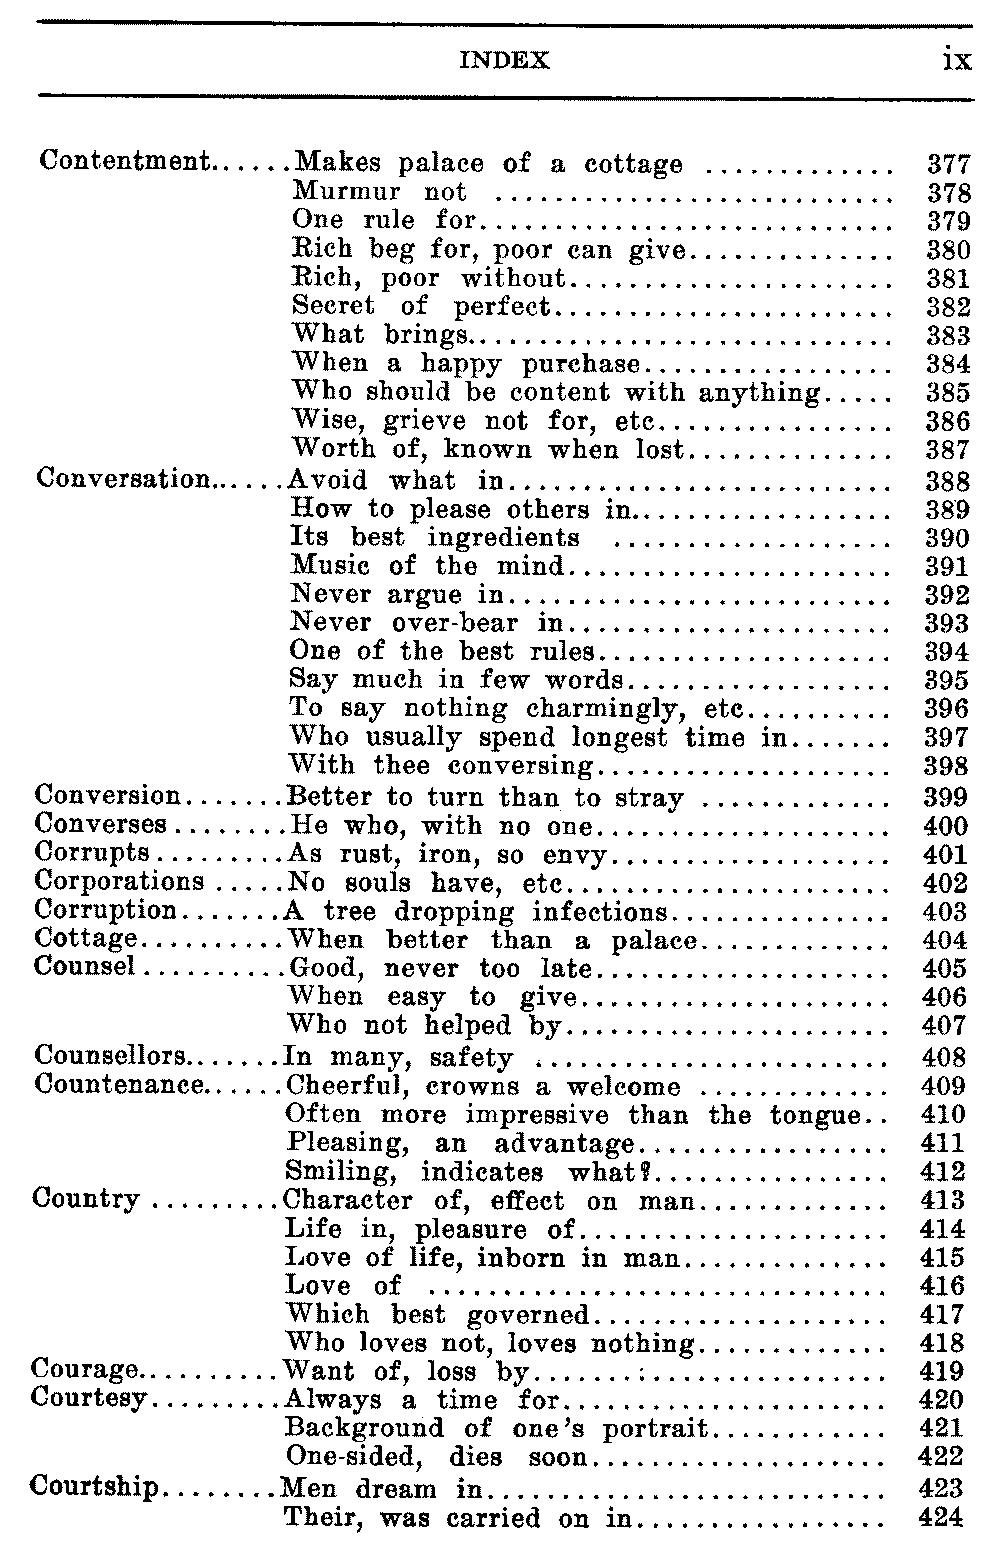 INDEX ix
Contentment......Makes palace of a cottage ............. 377
Murmur not ........................... 378
One rule for............................ 379
Rich beg for, poor can give.............. 380
Rich, poor without...................... 381
Secret of perfect....................... 382
What brings............................. 383
When a happy purchase................. 384
Who should be content with anything..... 385
Wise, grieve not for, etc................ 386
Worth of, known when lost.............. 387
Conversation.....Avoid what in.......................... 388
How to please others in.................. 389
Its best ingredients ................... 390
Music of the mind...................... 391
Never argue in.......................... 392
Never over-bear in...................... 393
One of the best rules.................... 394
Say much in few words.................. 395
To say nothing charmingly, etc.......... 396
Who usually spend longest time in....... 397
With thee conversing.................... 398
Conversion.......Better to turn than to stray ............. 399
Converses........He who, with no one.................... 400
Corrupts.........As rust, iron, so envy................... 401
Corporations .....No souls have, etc...................... 402
Corruption.......A tree dropping infections............... 403
Cottage..........When better than a palace............. 404
Counsel..........Good, never too late.................... 405
When easy to give..................... 406
Who not helped by...................... 407
Counsellors.......In many, safety ........................ 408
Countenance......Cheerful, crowns a welcome ............. 409
Often more impressive than the tongue.. 410
Pleasing, an advantage................. 411
Smiling, indicates what?................ 412
Country .........Character of, effect on man............. 413
Life in, pleasure of..................... 414
Love of life, inborn in man.............. 415
Love of ............................... 416
Which best governed.................... 417
Who loves not, loves nothing............. 418
Courage..........Want of, loss by........................ 419
Courtesy.........Always a time for...................... 420
Background of one's portrait............ 421
One-sided, dies soon.................... 422
Courtship........Men dream in........................... 423
Their, was carried on in................. 424